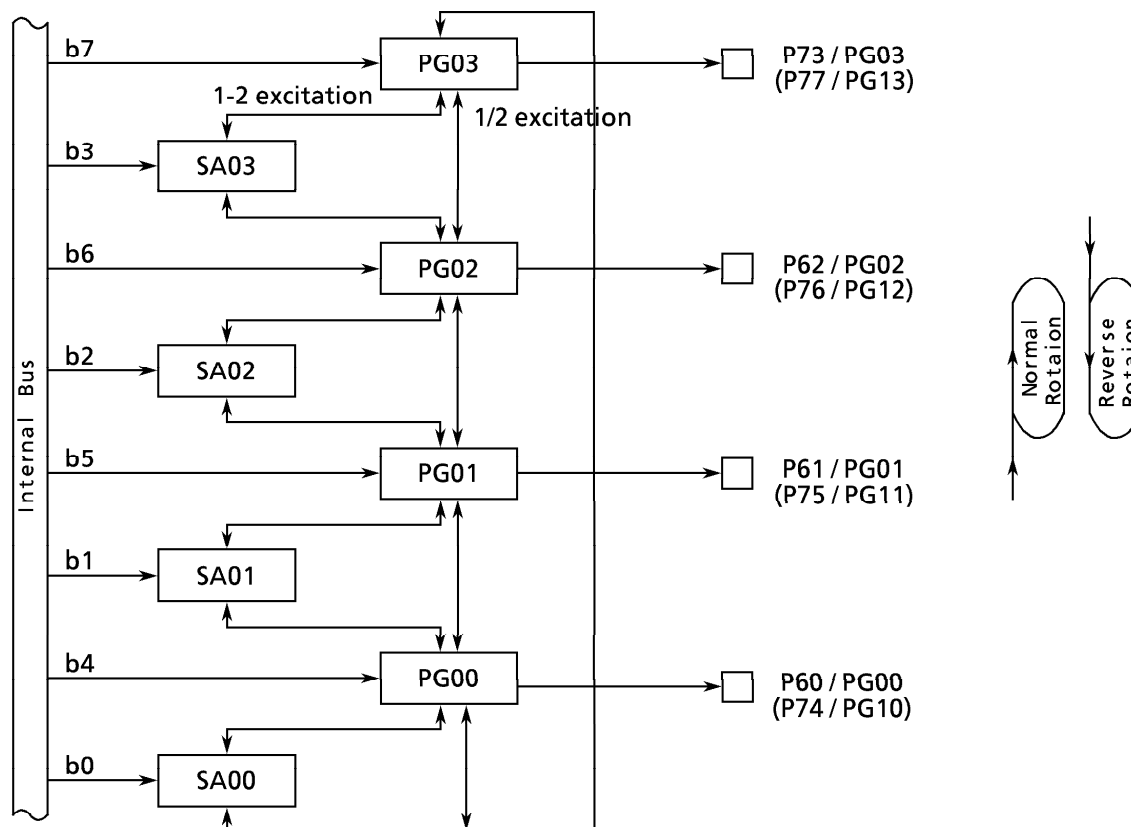 b7
PG03
P73 / PG03
(P77 / PG13)
1-2 excitation
1/2 excitation
b3
SA03
b6
PG02
P62 / PG02
(P76 / PG12)
b2
SA02
b5
PG01
P61 / PG01
(P75 / PG11)
b1
SA01
b4
PG00
P60 / PG00
(P74 / PG10)
b0
SA00
Internal Bus
Normal
Rotaion
Reverse
Rotaion